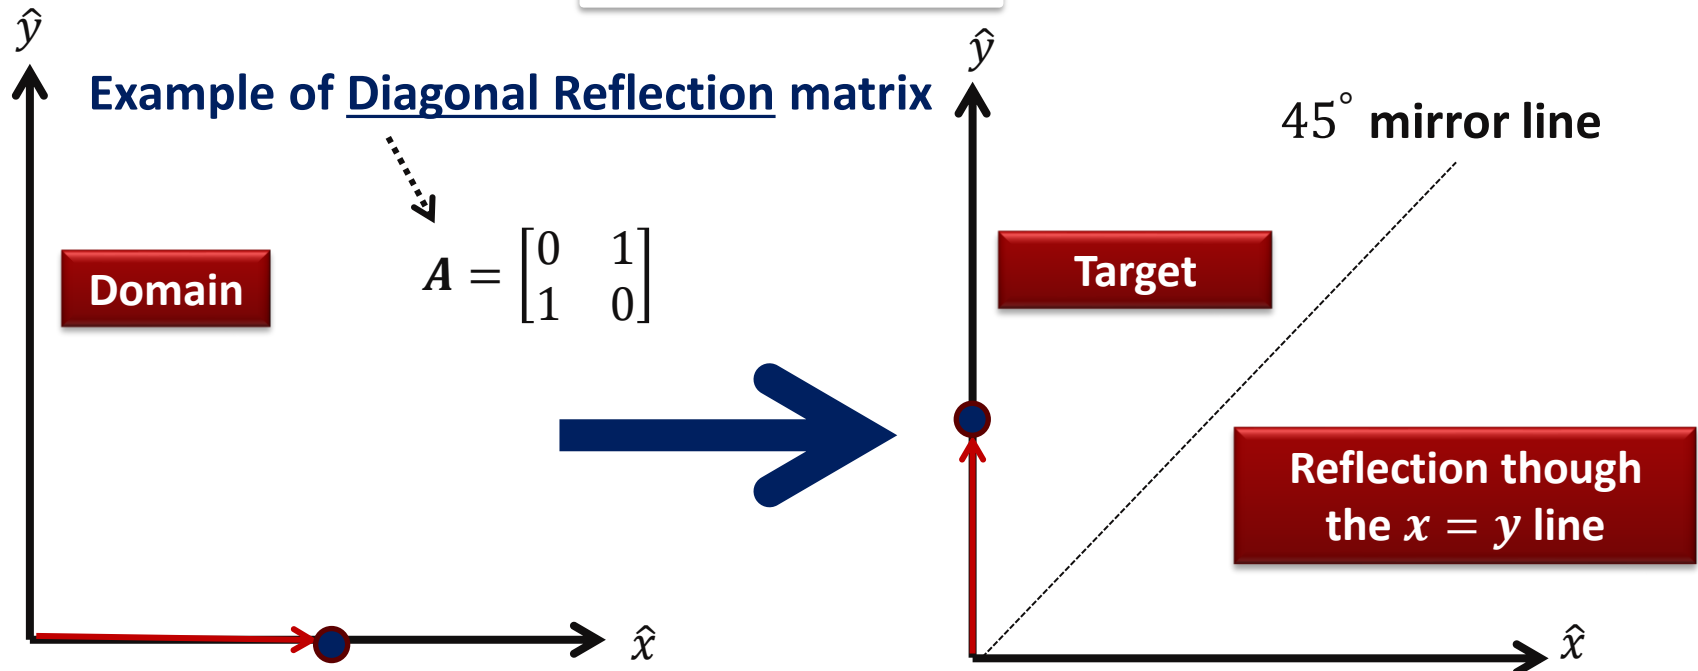 ŷ
ŷ
Example of Diagonal Reflection matrix
45° mirror line
Domain
A = [0 1
1 0]
Target
Reflection though
the x = y line
x̂
x̂